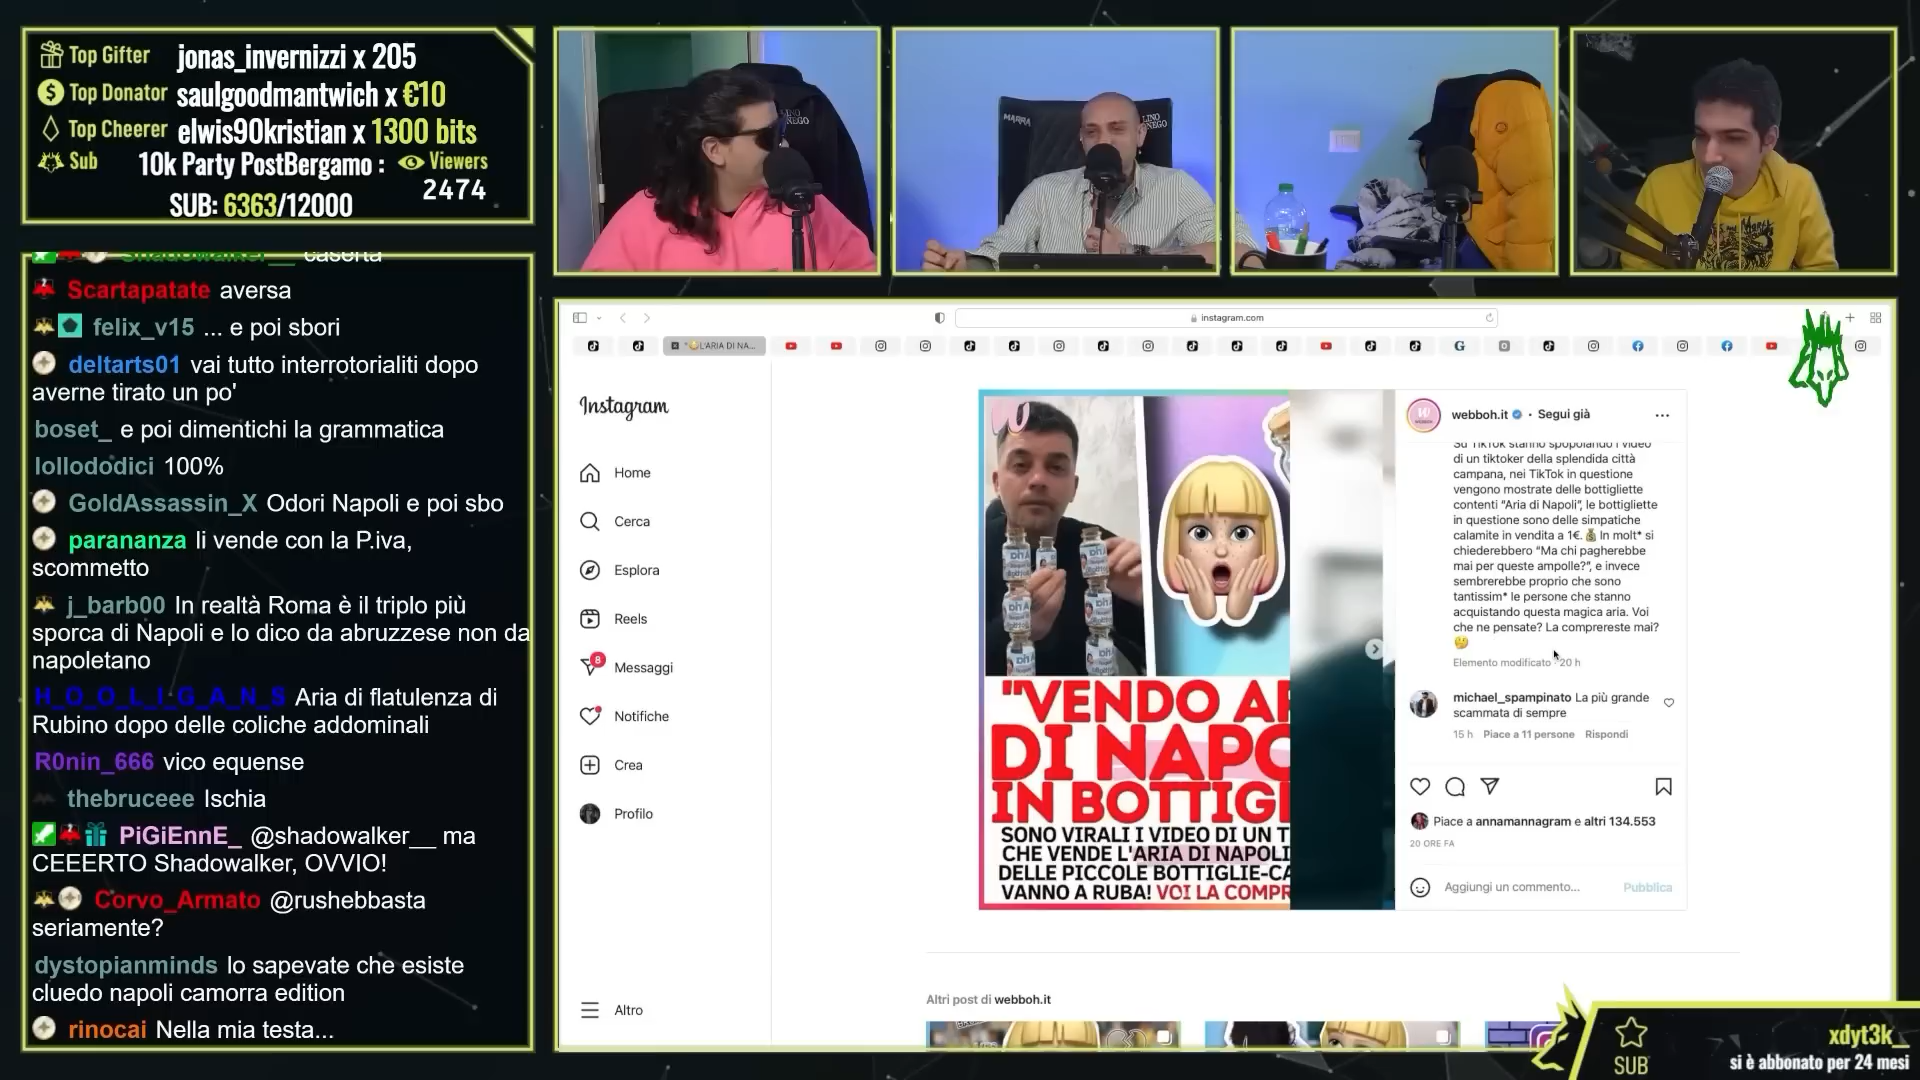 Top Gifter jonas_invernizzi x 205
Top Donator saulgoodmantwich x €10
Top Cheerer elwis90kristian x 1300 bits
Sub 10k Party PostBergamo : Viewers
2474
SUB: 6363/12000
Shadowalker__ caserta
Scartapatate aversa
felix_v15 ... e poi sbori
deltarts01 vai tutto interrotorialiti dopo
averne tirato un po'
boset_ e poi dimentichi la grammatica
lollododici 100%
GoldAssassin_X Odori Napoli e poi sbo
parananza li vende con la P.iva,
scommetto
j_barb00 In realtà Roma è il triplo più
sporca di Napoli e lo dico da abruzzese non da
napoletano
H_O_O_L_I_G_A_N_S Aria di flatulenza di
Rubino dopo delle coliche addominali
R0nin_666 vico equense
thebruceee Ischia
PiGiEnnE_ @shadowalker__ ma
CEEERTO Shadowalker, OVVIO!
Corvo_Armato @rushebbasta
seriamente?
dystopianminds lo sapevate che esiste
cluedo napoli camorra edition
rinocai Nella mia testa...
MARRA
LINO
NEGO
instagram.com
"L'ARIA DI NA...
Instagram
Home
Cerca
Esplora
Reels
8
Messaggi
Notifiche
Crea
Profilo
Altro
"VENDO AR
DI NAPO
IN BOTTIGI
SONO VIRALI I VIDEO DI UN T
CHE VENDE L'ARIA DI NAPOLI
DELLE PICCOLE BOTTIGLIE-CA
VANNO A RUBA! VOI LA COMPR
webboh.it · Segui già
Su TikTok stanno spopolando i video
di un tiktoker della splendida città
campana, nei TikTok in questione
vengono mostrate delle bottigliette
contenti “Aria di Napoli”, le bottigliette
in questione sono delle simpatiche
calamite in vendita a 1€. 💰 In molt* si
chiederebbero “Ma chi pagherebbe
mai per queste ampolle?”, e invece
sembrerebbe proprio che sono
tantissim* le persone che stanno
acquistando questa magica aria. Voi
che ne pensate? La comprereste mai?
🤔
Elemento modificato · 20 h
michael_spampinato La più grande
scammata di sempre
15 h Piace a 11 persone Rispondi
Piace a annamannagram e altri 134.553
20 ORE FA
Aggiungi un commento... Pubblica
Altri post di webboh.it
SUB
xdyt3k_
si è abbonato per 24 mesi